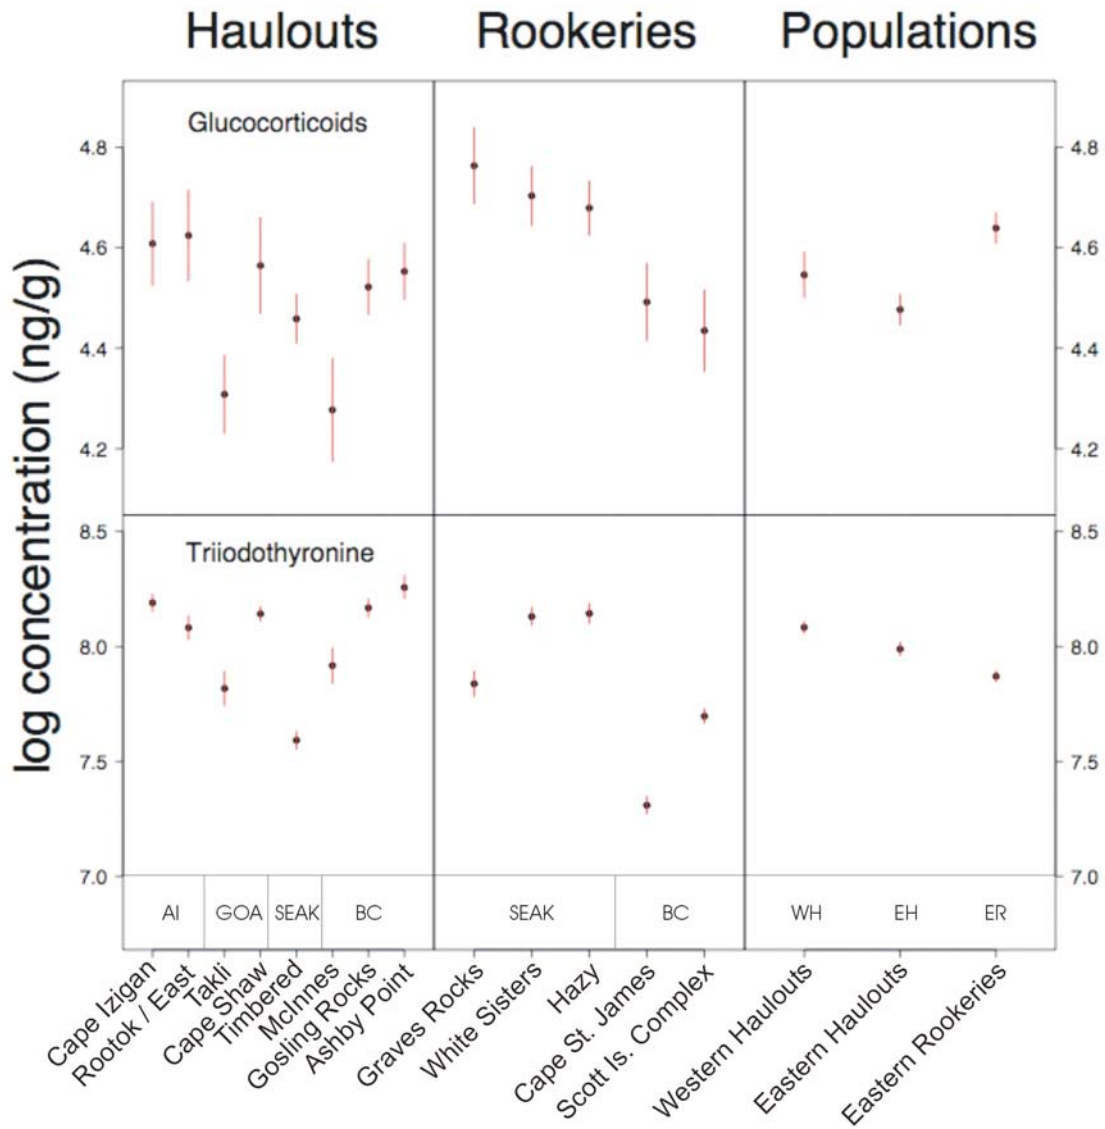 Haulouts Rookeries Populations
Glucocorticoids
4.8 4.8
4.6 4.6
4.4 4.4
4.2 4.2
log concentration (ng/g)
8.5 8.5
Triiodothyronine
8.0 8.0
7.5 7.5
7.0 7.0
AI GOA SEAK BC SEAK BC WH EH ER
Cape Izigan
Rootok / East
Takli
Cape Shaw
Timbered
McInnes
Gosling Rocks
Ashby Point
Graves Rocks
White Sisters
Hazy
Cape St. James
Scott Is. Complex
Western Haulouts
Eastern Haulouts
Eastern Rookeries